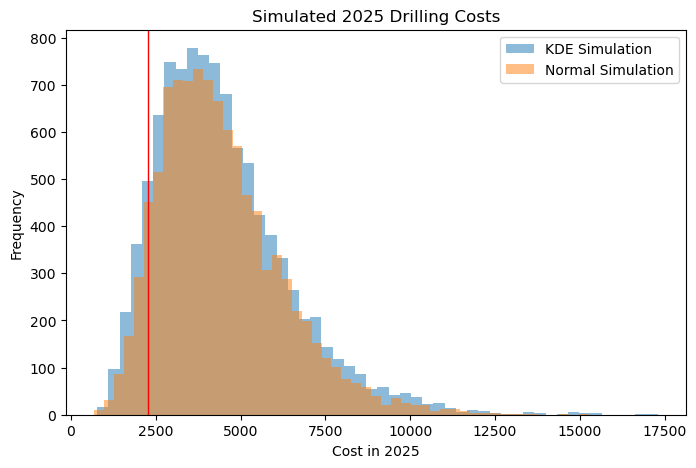 Simulated 2025 Drilling Costs
KDE Simulation
Normal Simulation
Frequency
800
700
600
500
400
300
200
100
0
0 2500 5000 7500 10000 12500 15000 17500
Cost in 2025